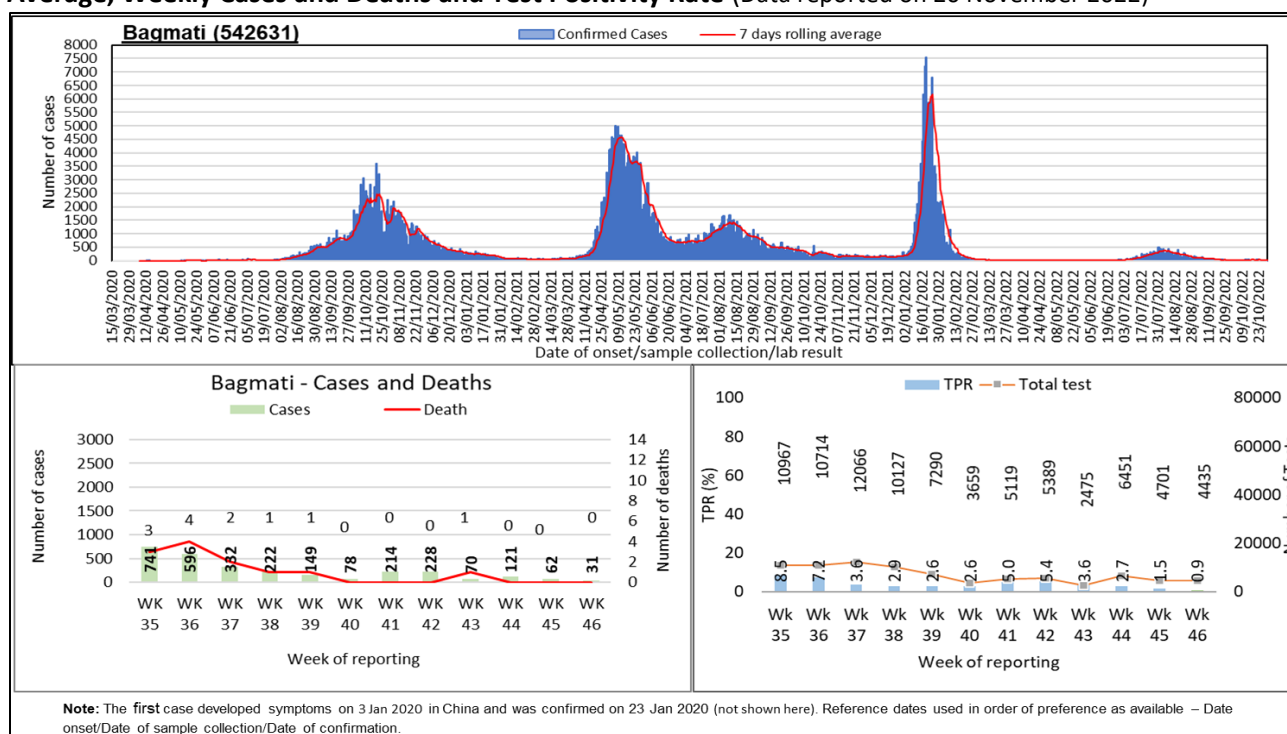 Average, Weekly Cases and Deaths and Test Positivity Rate (Data reported on 20 November 2022)
Bagmati (542631)
Confirmed Cases 7 days rolling average
Number of cases
8000
7500
7000
6500
6000
5500
5000
4500
4000
3500
3000
2500
2000
1500
1000
500
0
15/03/2020 29/03/2020 12/04/2020 26/04/2020 10/05/2020 24/05/2020 07/06/2020 21/06/2020 05/07/2020 19/07/2020 02/08/2020 16/08/2020 30/08/2020 13/09/2020 27/09/2020 11/10/2020 25/10/2020 08/11/2020 22/11/2020 06/12/2020 20/12/2020 03/01/2021 17/01/2021 31/01/2021 14/02/2021 28/02/2021 14/03/2021 28/03/2021 11/04/2021 25/04/2021 09/05/2021 23/05/2021 06/06/2021 20/06/2021 04/07/2021 18/07/2021 01/08/2021 15/08/2021 29/08/2021 12/09/2021 26/09/2021 10/10/2021 24/10/2021 07/11/2021 21/11/2021 05/12/2021 19/12/2021 02/01/2022 16/01/2022 30/01/2022 13/02/2022 27/02/2022 13/03/2022 27/03/2022 10/04/2022 24/04/2022 08/05/2022 22/05/2022 05/06/2022 19/06/2022 03/07/2022 17/07/2022 31/07/2022 14/08/2022 28/08/2022 11/09/2022 25/09/2022 09/10/2022 23/10/2022
Date of onset/sample collection/lab result
Bagmati - Cases and Deaths
Cases Death
Number of cases
3000
2500
2000
1500
1000
500
0
3 4 2 1 1 0 0 0 1 0 0 0
741 596 332 222 149 78 214 228 70 121 62 31
14
12
10
8
6
4
2
0
Number of deaths
WK WK WK WK WK WK WK WK WK WK WK WK
35 36 37 38 39 40 41 42 43 44 45 46
Week of reporting
TPR Total test
TPR (%)
100
80
60
40
20
0
10967 10714 12066 10127 7290 3659 5119 5389 2475 6451 4701 4435
8.5 7.2 3.6 2.9 2.6 2.6 5.0 5.4 3.6 2.7 1.5 0.9
80000
60000
40000
20000
0
Wk Wk Wk Wk Wk Wk Wk Wk Wk Wk Wk Wk
35 36 37 38 39 40 41 42 43 44 45 46
Week of reporting
Note: The first case developed symptoms on 3 Jan 2020 in China and was confirmed on 23 Jan 2020 (not shown here). Reference dates used in order of preference as available – Date
onset/Date of sample collection/Date of confirmation.